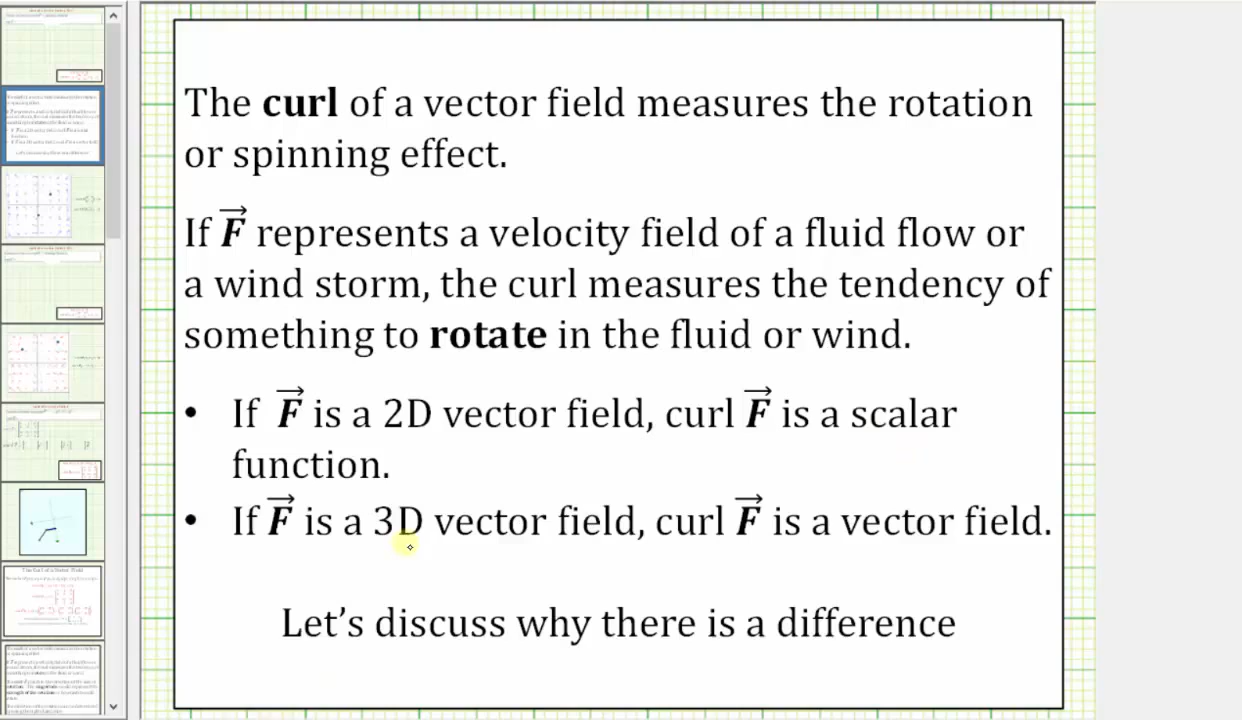 The curl of a vector field measures the rotation
or spinning effect.
If F⃗ represents a velocity field of a fluid flow or
a wind storm, the curl measures the tendency of
something to rotate in the fluid or wind.
• If F⃗ is a 2D vector field, curl F⃗ is a scalar
function.
• If F⃗ is a 3D vector field, curl F⃗ is a vector field.
Let’s discuss why there is a difference